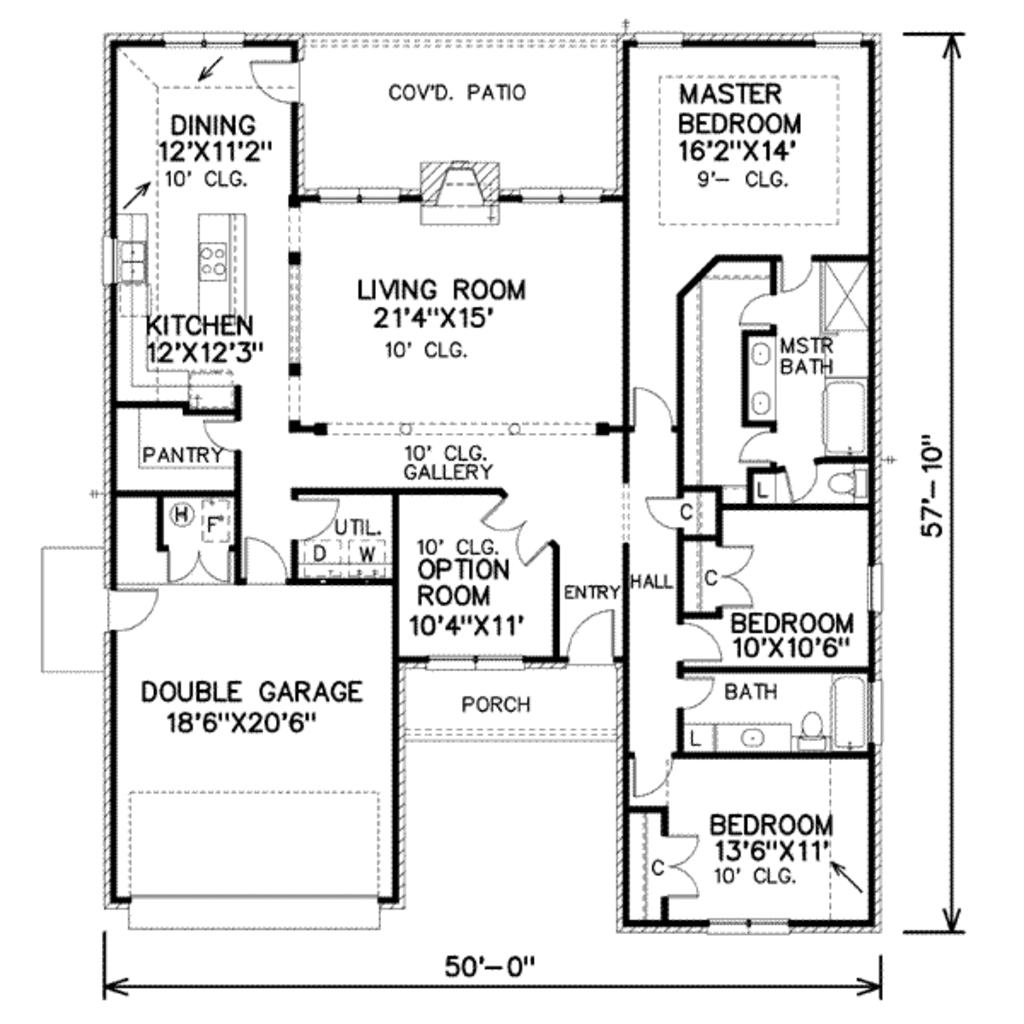 COV'D. PATIO
DINING
12'X11'2"
10' CLG.
MASTER
BEDROOM
16'2"X14'
9'- CLG.
LIVING ROOM
21'4"X15'
10' CLG.
KITCHEN
12'X12'3"
MSTR
BATH
PANTRY
10' CLG.
GALLERY
L
57'-10"
H
F
UTIL.
D
W
C
10' CLG.
OPTION
ROOM
10'4"X11'
ENTRY
HALL
C
BEDROOM
10'X10'6"
DOUBLE GARAGE
18'6"X20'6"
PORCH
BATH
L
BEDROOM
13'6"X11'
10' CLG.
C
50'-0"